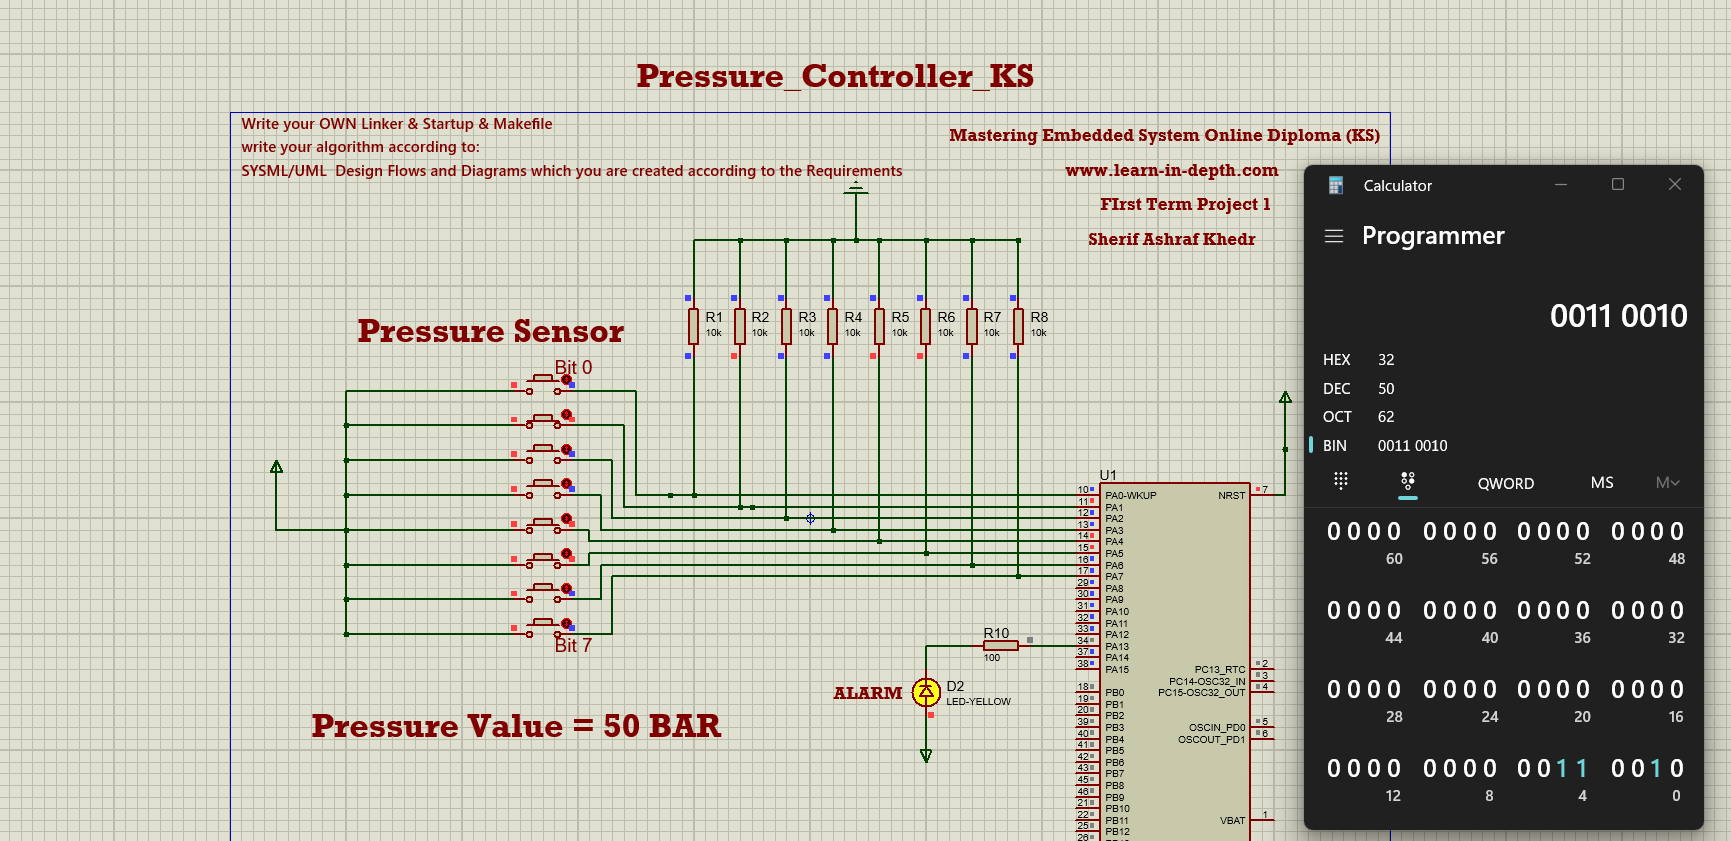 Pressure_Controller_KS
Write your OWN Linker & Startup & Makefile
write your algorithm according to:
SYSML/UML  Design Flows and Diagrams which you are created according to the Requirements
Mastering Embedded System Online Diploma (KS)
www.learn-in-depth.com
FIrst Term Project 1
Sherif Ashraf Khedr
Pressure Sensor
Bit 0
Bit 7
R1
10k
R2
10k
R3
10k
R4
10k
R5
10k
R6
10k
R7
10k
R8
10k
U1
10 PA0-WKUP
11 PA1
12 PA2
13 PA3
14 PA4
15 PA5
16 PA6
17 PA7
29 PA8
30 PA9
31 PA10
32 PA11
33 PA12
34 PA13
37 PA14
38 PA15
18 PB0
19 PB1
20 PB2
39 PB3
40 PB4
41 PB5
42 PB6
43 PB7
45 PB8
46 PB9
21 PB10
22 PB11
25 PB12
NRST 7
PC13_RTC 2
PC14-OSC32_IN 3
PC15-OSC32_OUT 4
OSCIN_PD0 5
OSCOUT_PD1 6
VBAT 1
R10
100
ALARM
D2
LED-YELLOW
Pressure Value = 50 BAR
Calculator
Programmer
0011 0010
HEX 32
DEC 50
OCT 62
BIN 0011 0010
QWORD MS M
0000 0000 0000 0000
60 56 52 48
0000 0000 0000 0000
44 40 36 32
0000 0000 0000 0000
28 24 20 16
0000 0000 0011 0010
12 8 4 0